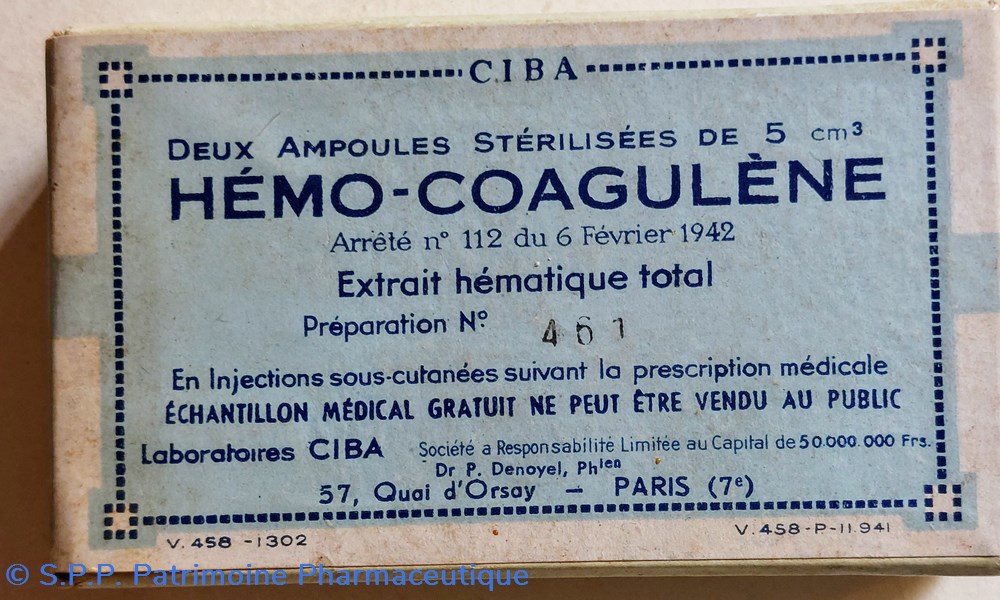 CIBA
DEUX AMPOULES STÉRILISÉES DE 5 cm³
HÉMO-COAGULÈNE
Arrêté n° 112 du 6 Février 1942
Extrait hématique total
Préparation N° 461
En Injections sous-cutanées suivant la prescription médicale
ÉCHANTILLON MÉDICAL GRATUIT NE PEUT ÊTRE VENDU AU PUBLIC
Laboratoires CIBA Société a Responsabilité Limitée au Capital de 50.000.000 Frs.
Dr P. Denoyel, Phien
57, Quai d'Orsay — PARIS (7e)
V. 458 -1302
V. 458-P-11.941
© S.P.P. Patrimoine Pharmaceutique